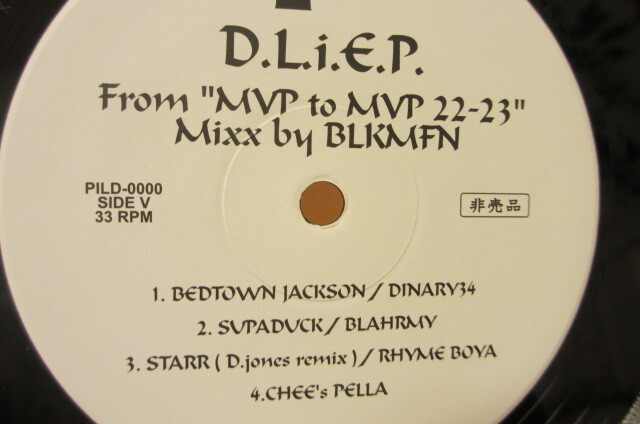 D.L.i.E.P.
From "MVP to MVP 22-23"
Mixx by BLKMFN
PILD-0000
SIDE V
33 RPM
非売品
1. BEDTOWN JACKSON / DINARY34
2. SUPADUCK / BLAHRMY
3. STARR ( D.jones remix ) / RHYME BOYA
4.CHEE's PELLA